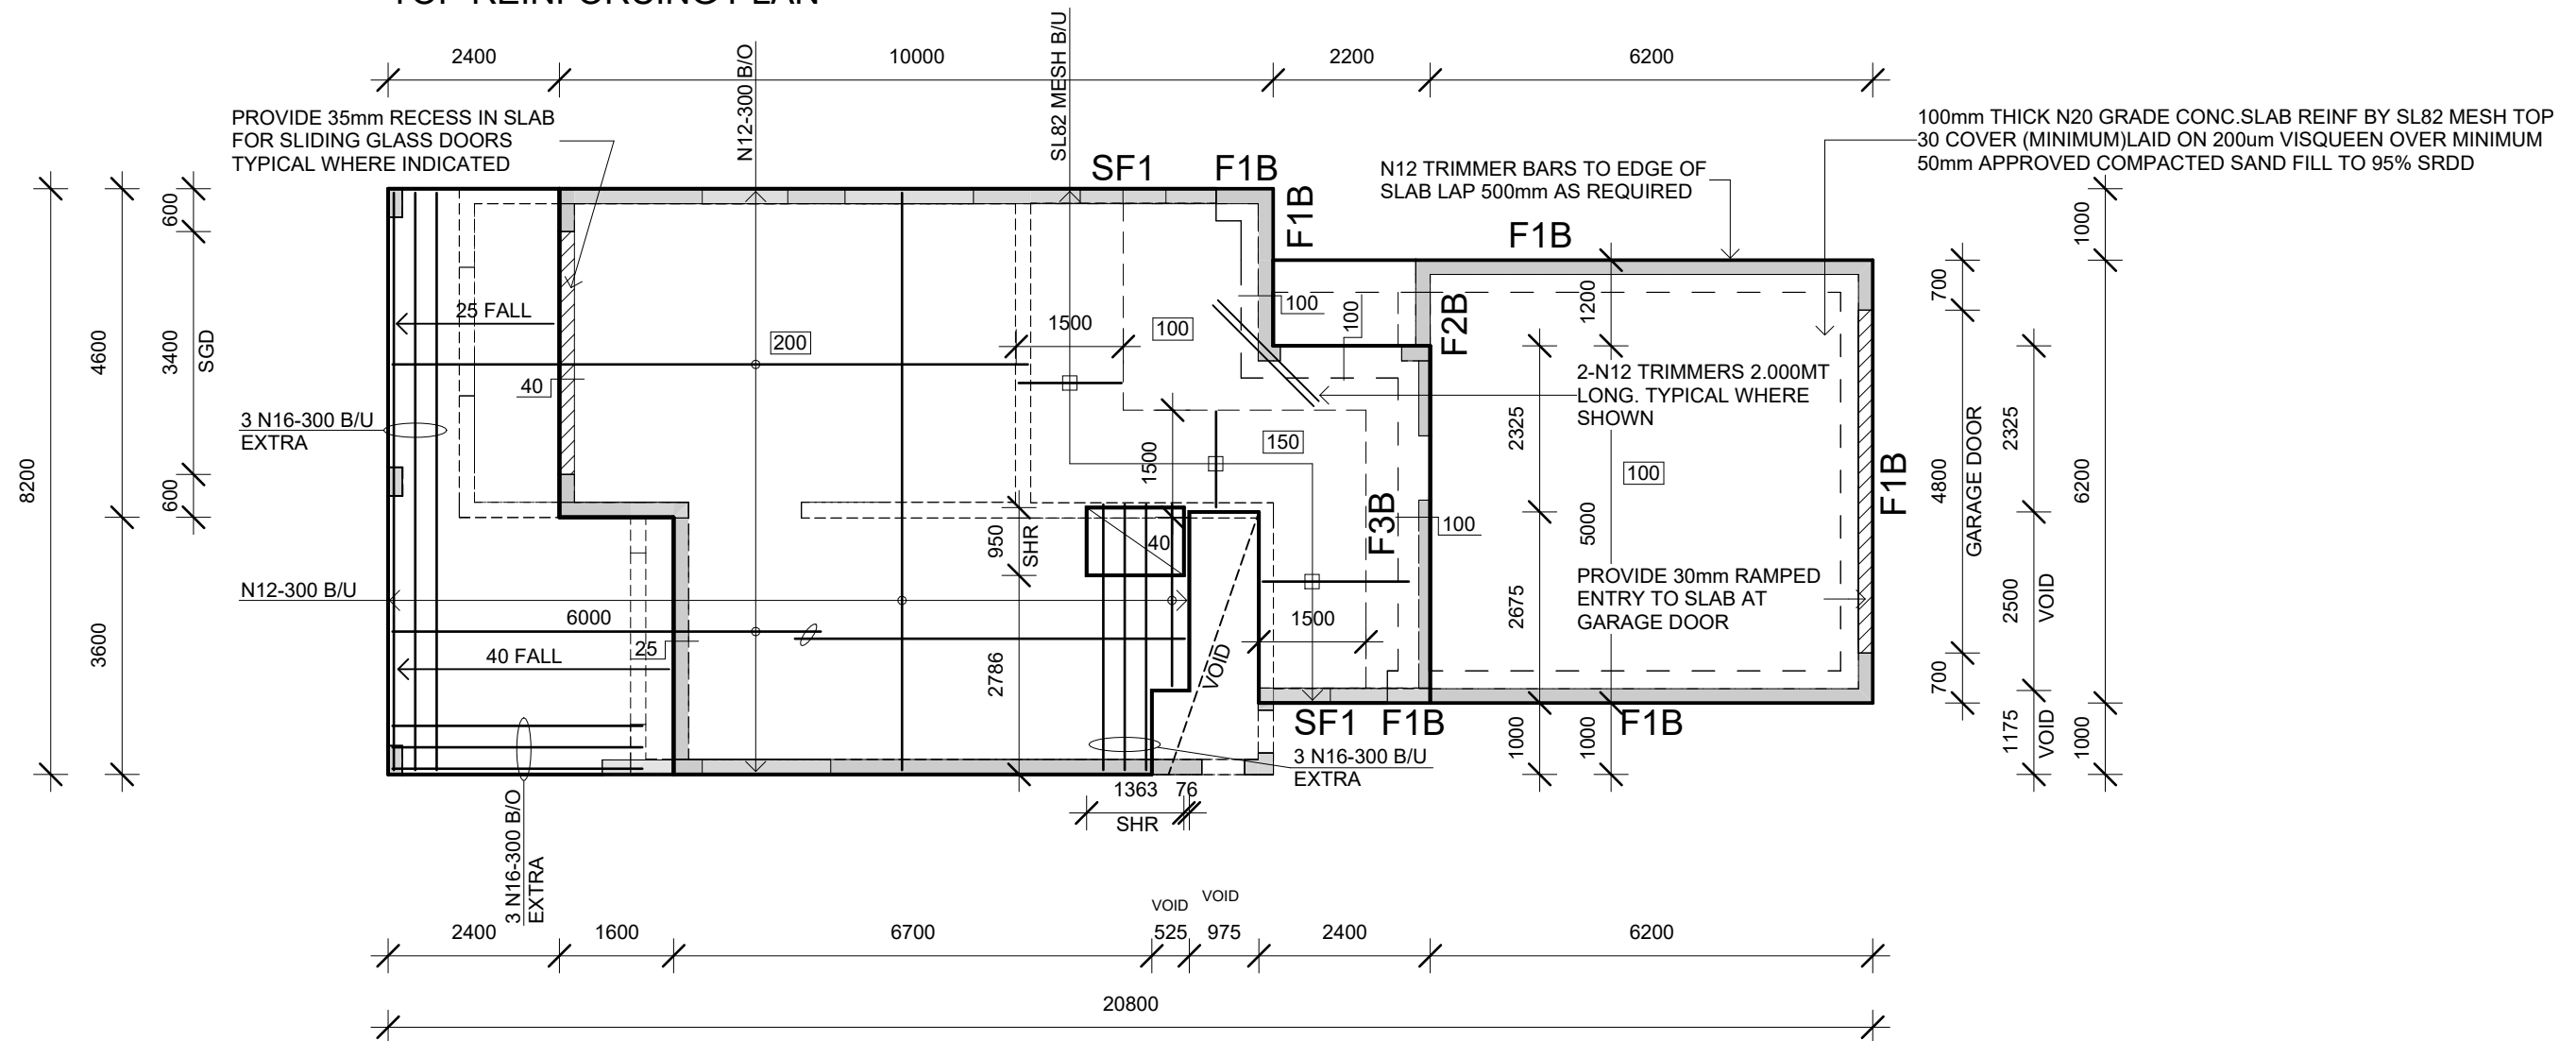 TOP REINFORCING PLAN
2400
10000
2200
6200
N12-300 B/O
SL82 MESH B/U
PROVIDE 35mm RECESS IN SLAB
FOR SLIDING GLASS DOORS
TYPICAL WHERE INDICATED
100mm THICK N20 GRADE CONC.SLAB REINF BY SL82 MESH TOP
30 COVER (MINIMUM)LAID ON 200um VISQUEEN OVER MINIMUM
50mm APPROVED COMPACTED SAND FILL TO 95% SRDD
N12 TRIMMER BARS TO EDGE OF
SLAB LAP 500mm AS REQUIRED
SF1
F1B
F1B
F1B
600
1000
700
25 FALL
200
1500
100
100
100
1200
F2B
4600
3400
SGD
40
2-N12 TRIMMERS 2.000MT
LONG. TYPICAL WHERE
SHOWN
3 N16-300 B/U
EXTRA
2325
2325
1500
150
100
4800
GARAGE DOOR
F1B
8200
600
6200
950
SHR
40
F3B
100
5000
N12-300 B/U
6000
1500
2675
PROVIDE 30mm RAMPED
ENTRY TO SLAB AT
GARAGE DOOR
2500
VOID
3600
25
40 FALL
2786
VOID
700
SF1
F1B
F1B
1000
1000
1175
VOID
1000
3 N16-300 B/U
EXTRA
1363
76
SHR
3 N16-300 B/O
EXTRA
VOID
VOID
2400
1600
6700
525
975
2400
6200
20800